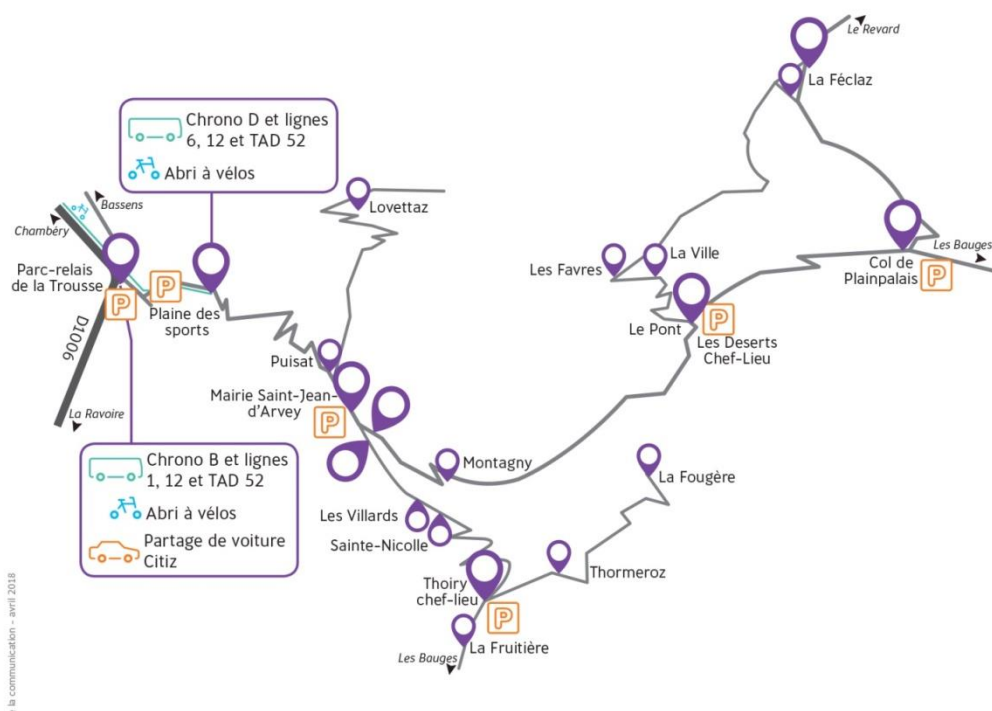 Le Revard
La Féclaz
Chrono D et lignes
6, 12 et TAD 52
Abri à vélos
Bassens
Chambéry
Lovettaz
Parc-relais
de la Trousse
P
P
Plaine des
sports
D1006
La Ravoire
Les Favres
La Ville
Les Bauges
Col de
Plainpalais
P
Le Pont
P
Les Deserts
Chef-Lieu
Puisat
Mairie Saint-Jean-
d'Arvey
P
Chrono B et lignes
1, 12 et TAD 52
Abri à vélos
Partage de voiture
Citiz
Montagny
La Fougère
Les Villards
Sainte-Nicolle
Thormeroz
Thoiry
chef-lieu
P
La Fruitière
Les Bauges
la communication - avril 2018